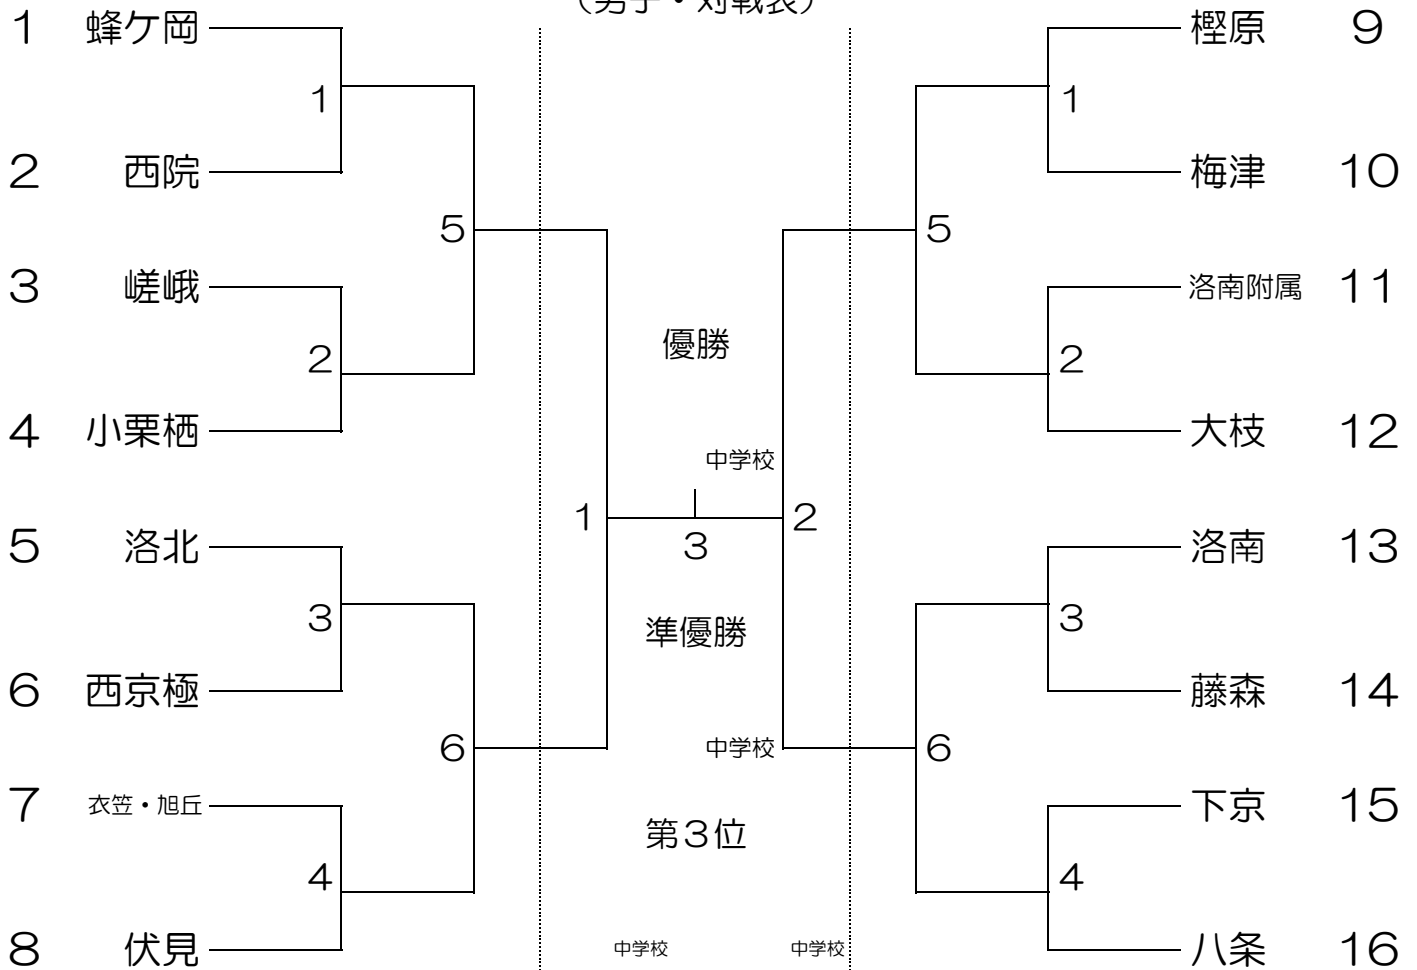 (男子・対戦表)
1 蜂ケ岡
樫原 9
1
1
2 西院
梅津 10
5
5
3 嵯峨
洛南附属 11
優勝
2
2
4 小栗栖
大枝 12
中学校
1
2
5 洛北
3
洛南 13
3
準優勝
3
6 西京極
藤森 14
6
中学校
6
7 衣笠・旭丘
下京 15
第3位
4
4
8 伏見
中学校
中学校
八条 16